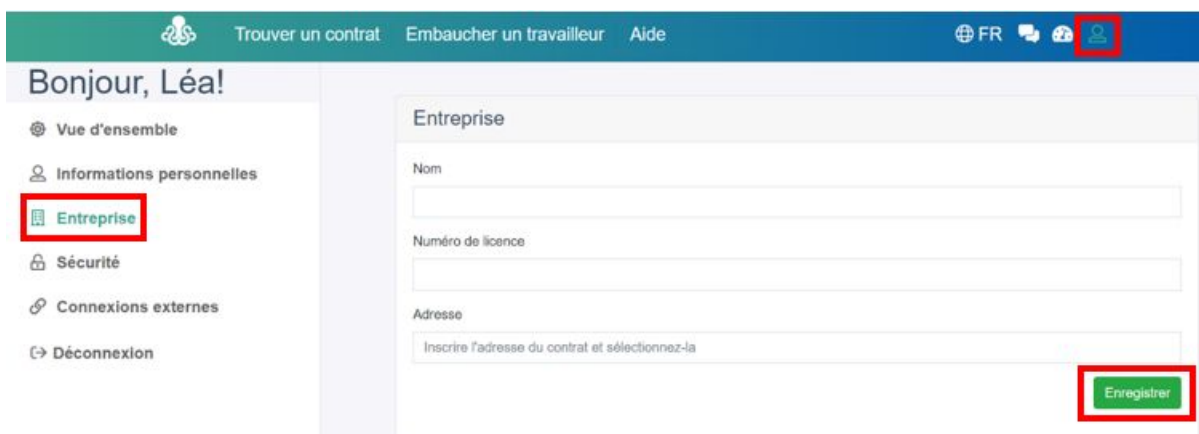 Trouver un contrat Embaucher un travailleur Aide FR
Bonjour, Léa!
Vue d'ensemble
Informations personnelles
Entreprise
Sécurité
Connexions externes
Déconnexion
Entreprise
Nom
Numéro de licence
Adresse
Inscrire l'adresse du contrat et sélectionnez-la
Enregistrer